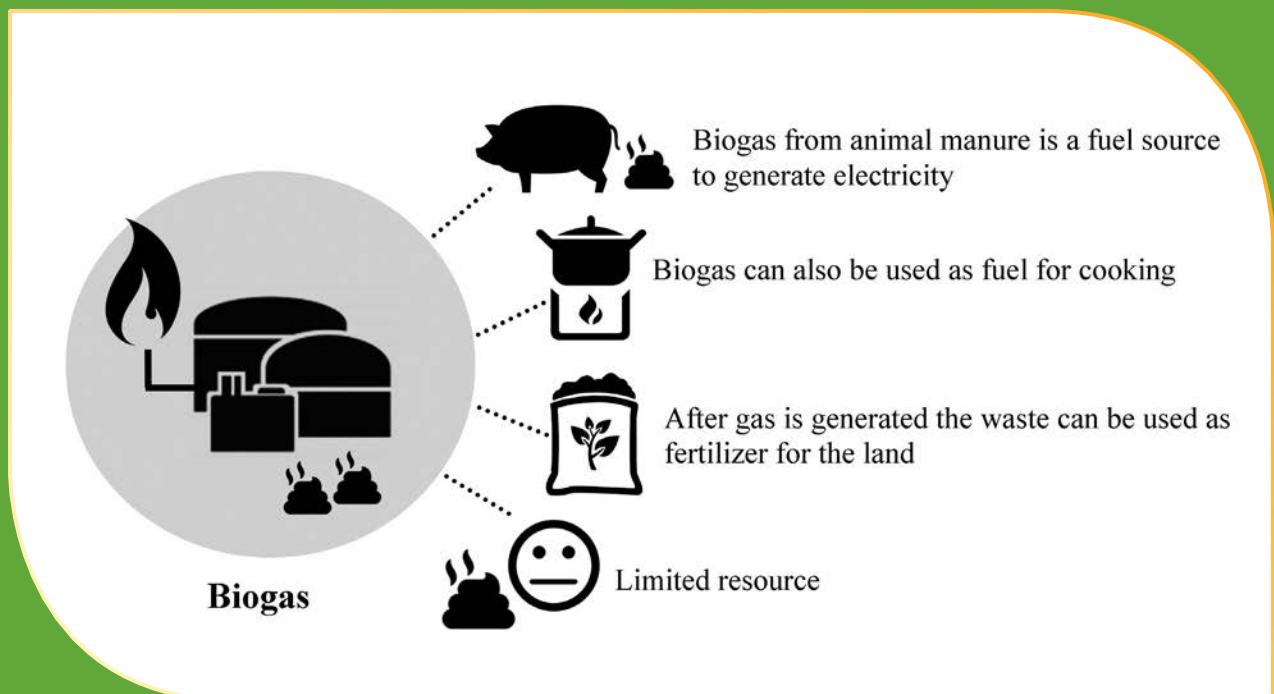 Biogas from animal manure is a fuel source
to generate electricity
Biogas can also be used as fuel for cooking
After gas is generated the waste can be used as
fertilizer for the land
Limited resource
Biogas